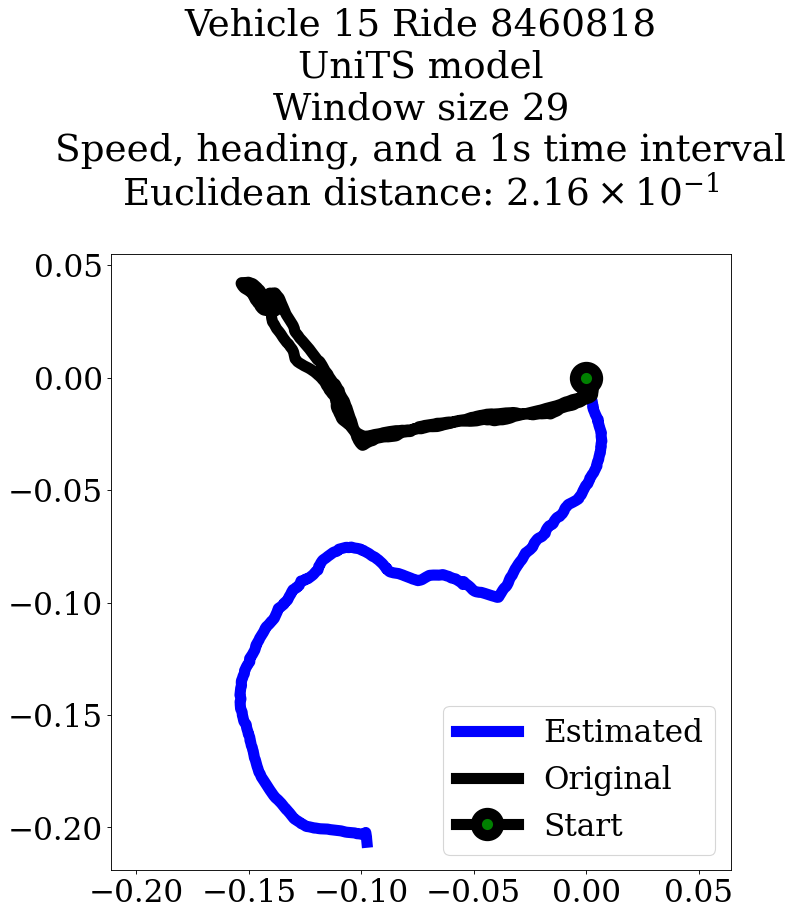 Vehicle 15 Ride 8460818
UniTS model
Window size 29
Speed, heading, and a 1s time interval
Euclidean distance: 2.16 × 10⁻¹
0.05
0.00
−0.05
−0.10
−0.15
−0.20
Estimated
Original
Start
−0.20 −0.15 −0.10 −0.05 0.00 0.05